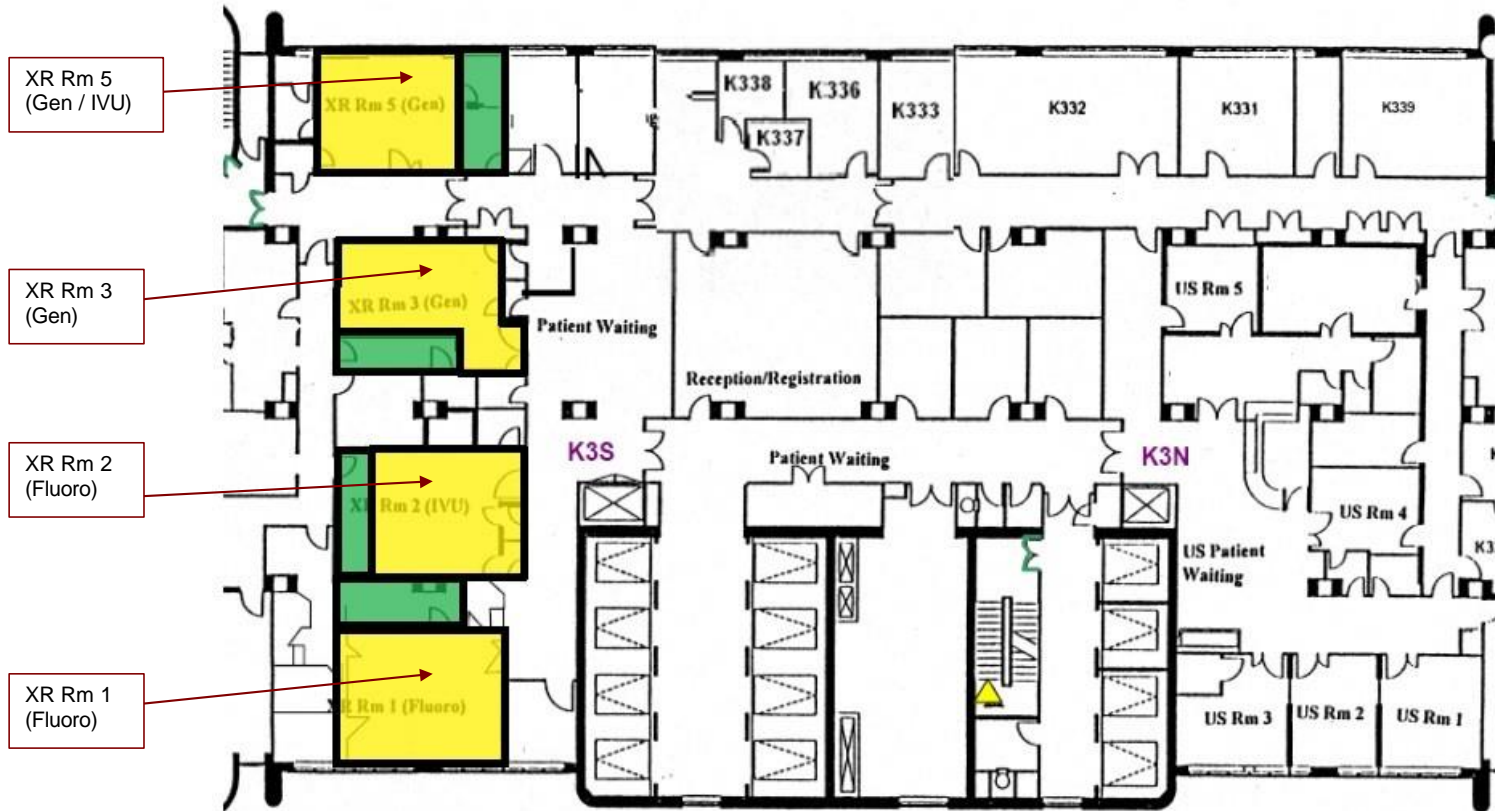 XR Rm 5
(Gen / IVU)
XR Rm 5 (Gen)
K338
K336
K337
K333
K332
K331
K339
XR Rm 3
(Gen)
XR Rm 3 (Gen)
Patient Waiting
Reception/Registration
US Rm 5
XR Rm 2
(Fluoro)
XR Rm 2 (IVU)
K3S
Patient Waiting
K3N
US Rm 4
US Patient
Waiting
XR Rm 1
(Fluoro)
XR Rm 1 (Fluoro)
US Rm 3
US Rm 2
US Rm 1